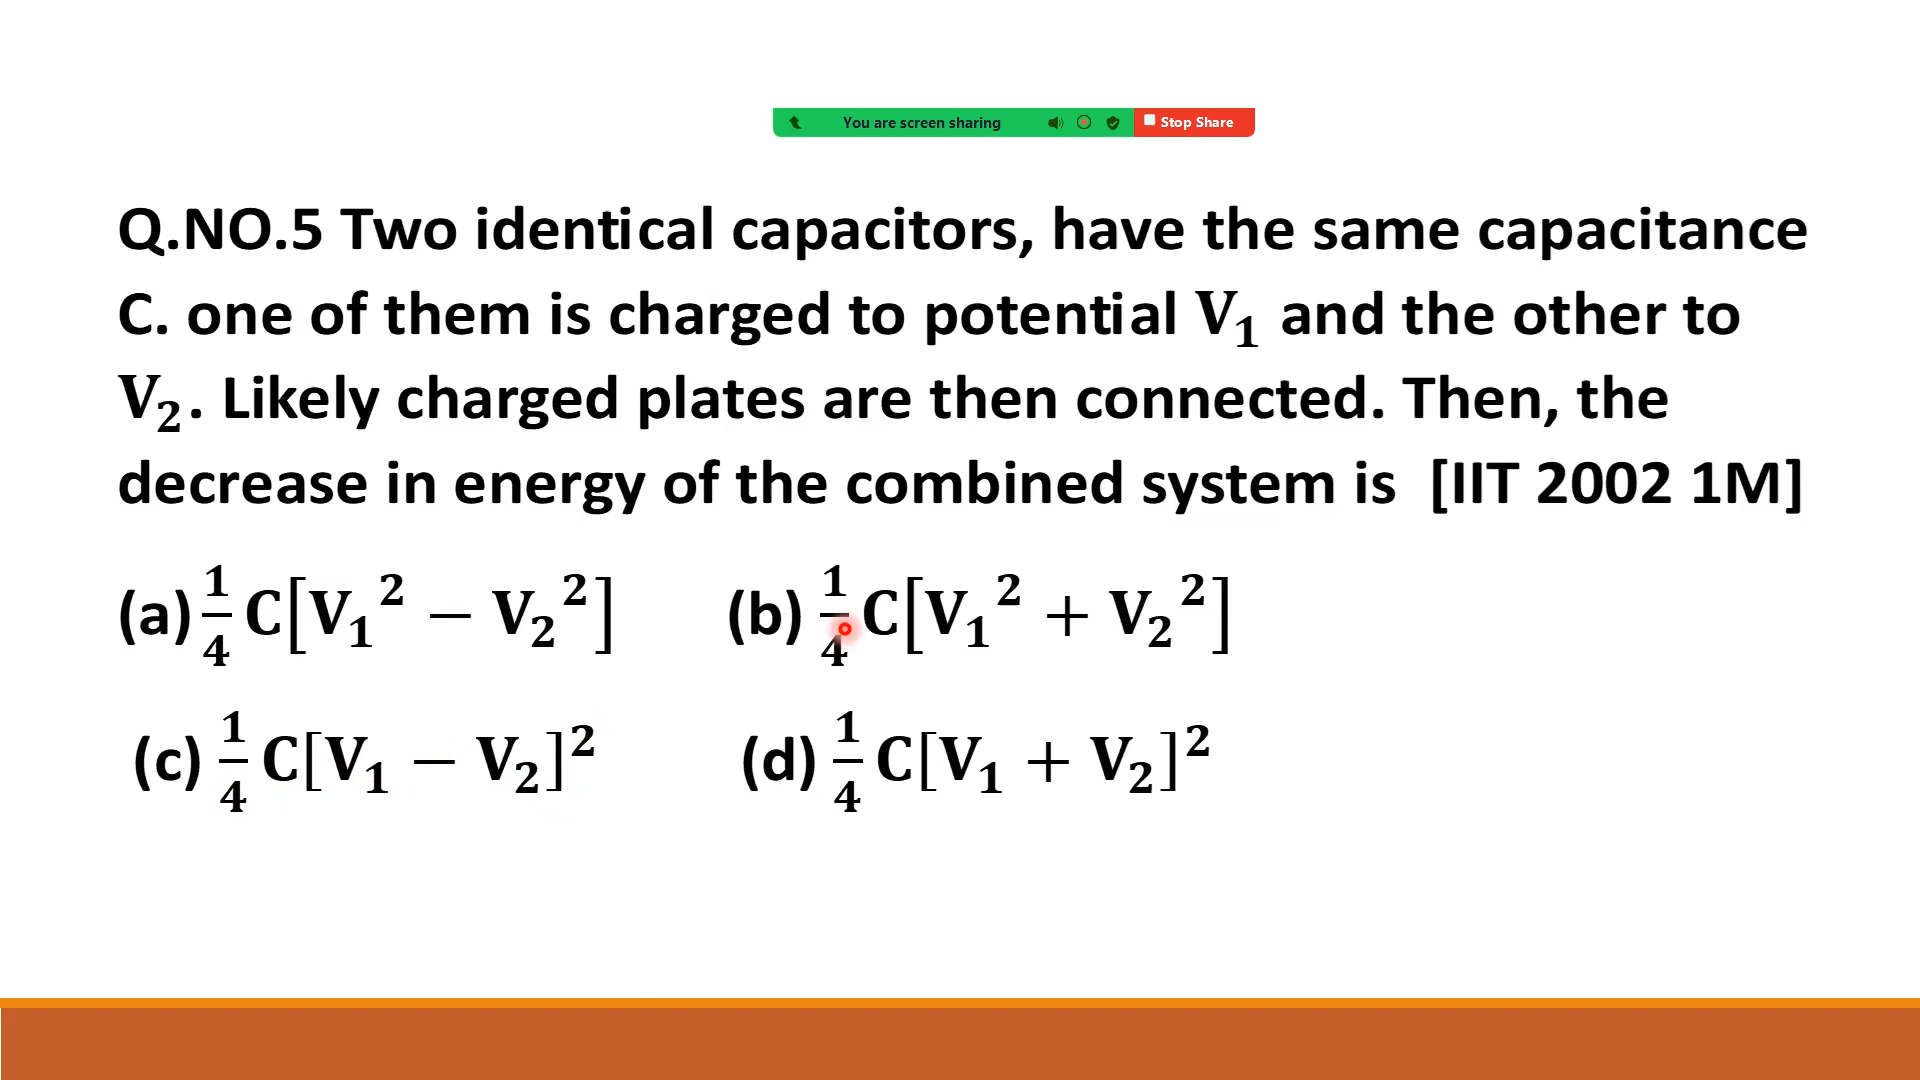 You are screen sharing Stop Share
Q.NO.5 Two identical capacitors, have the same capacitance
C. one of them is charged to potential V₁ and the other to
V₂. Likely charged plates are then connected. Then, the
decrease in energy of the combined system is [IIT 2002 1M]
(a) 1/4 C[V₁² − V₂²] (b) 1/4 C[V₁² + V₂²]
(c) 1/4 C[V₁ − V₂]² (d) 1/4 C[V₁ + V₂]²